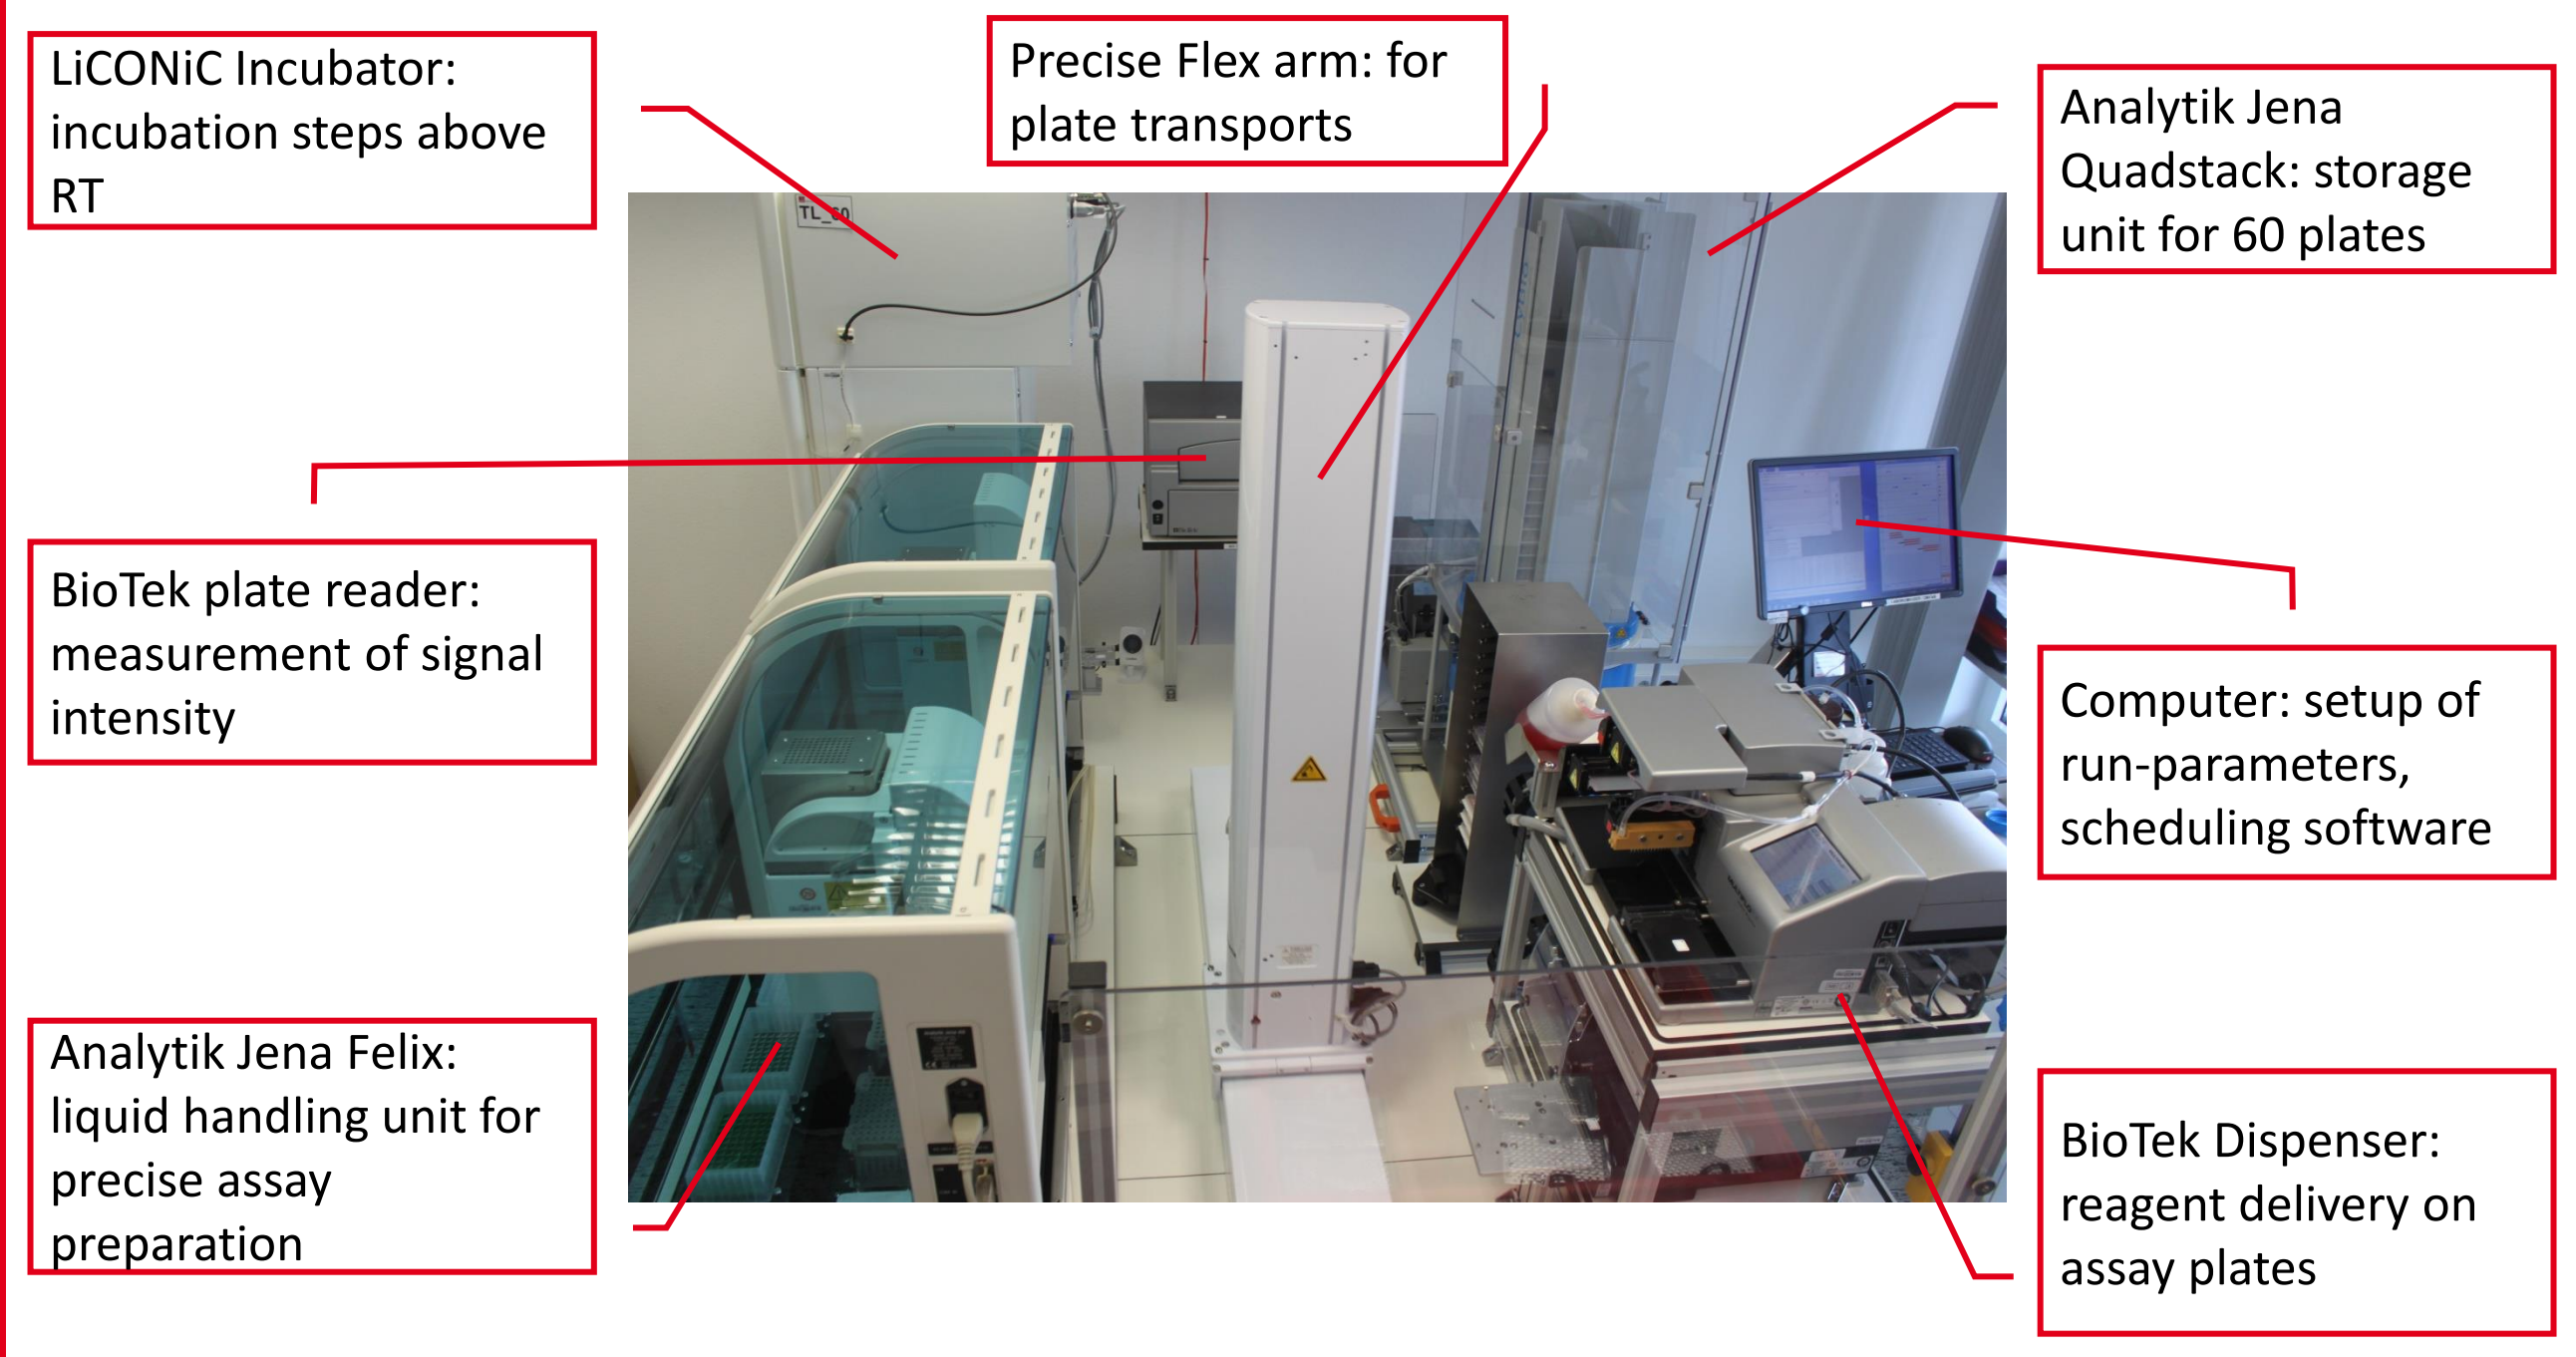 LiCONiC Incubator:
incubation steps above
RT
Precise Flex arm: for
plate transports
Analytik Jena
Quadstack: storage
unit for 60 plates
TL_60
BioTek plate reader:
measurement of signal
intensity
Computer: setup of
run-parameters,
scheduling software
Analytik Jena Felix:
liquid handling unit for
precise assay
preparation
BioTek Dispenser:
reagent delivery on
assay plates